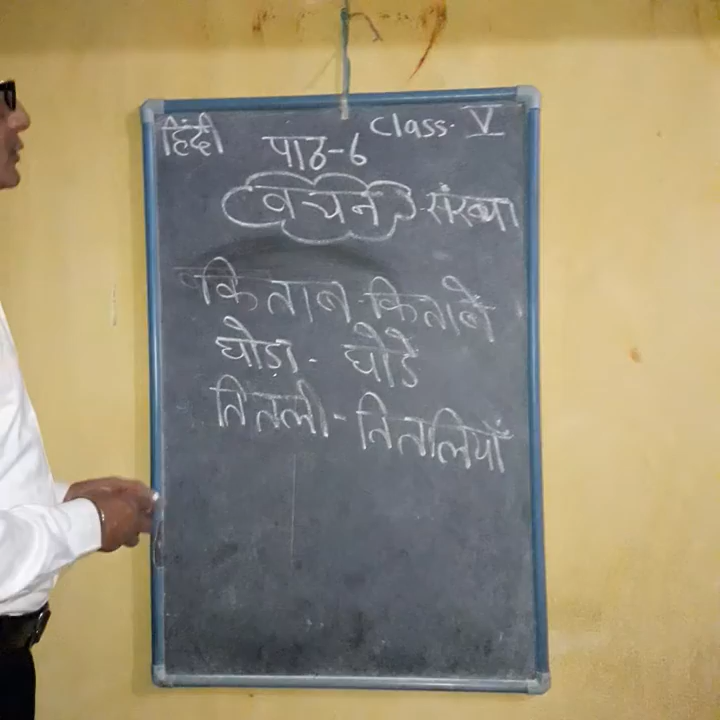 हिंदी
Class. V
पाठ-6
वचन - संख्या
किताब - किताबें
घोड़ा - घोडे
तितली - तितलियाँ